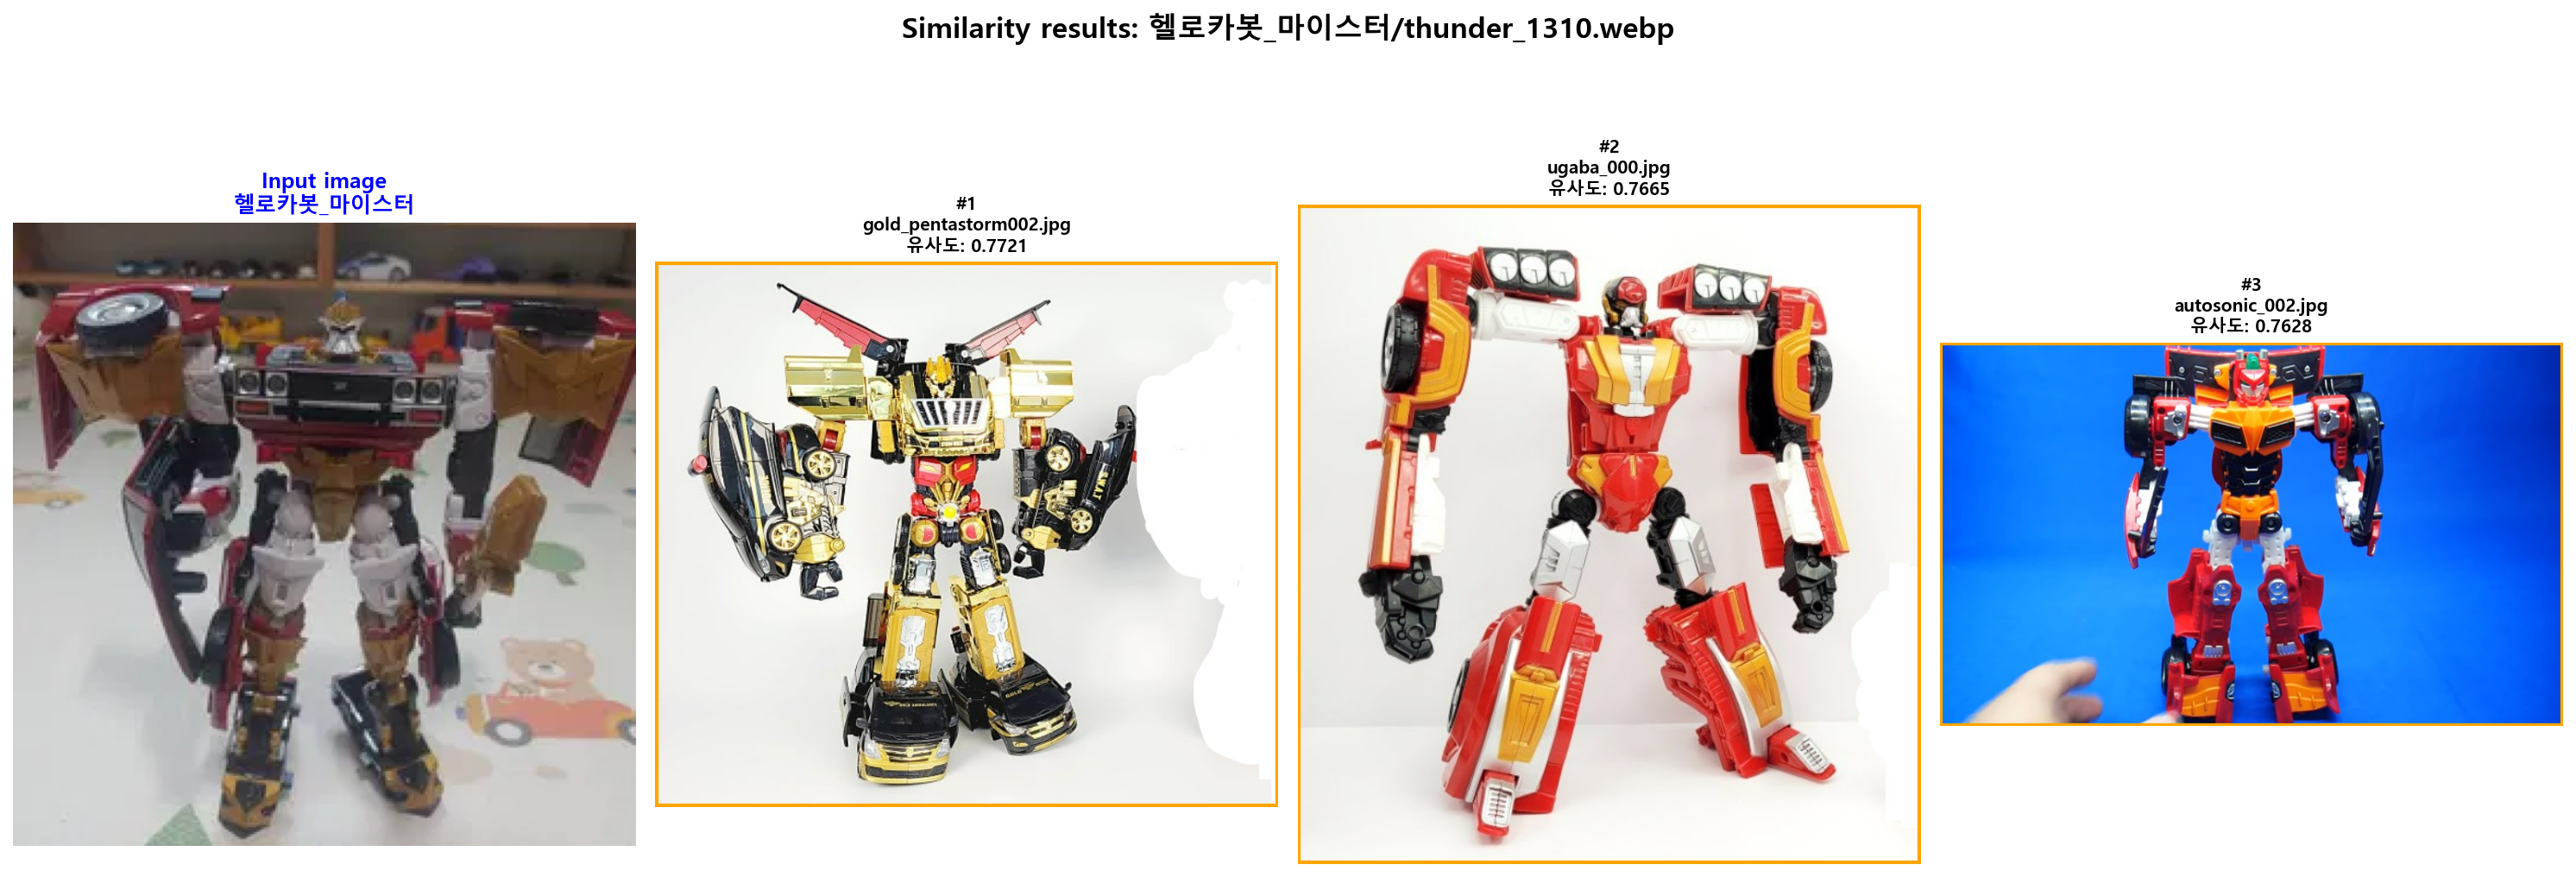 Similarity results: 헬로카봇_마이스터/thunder_1310.webp
Input image
헬로카봇_마이스터
#1
gold_pentastorm002.jpg
유사도: 0.7721
#2
ugaba_000.jpg
유사도: 0.7665
#3
autosonic_002.jpg
유사도: 0.7628